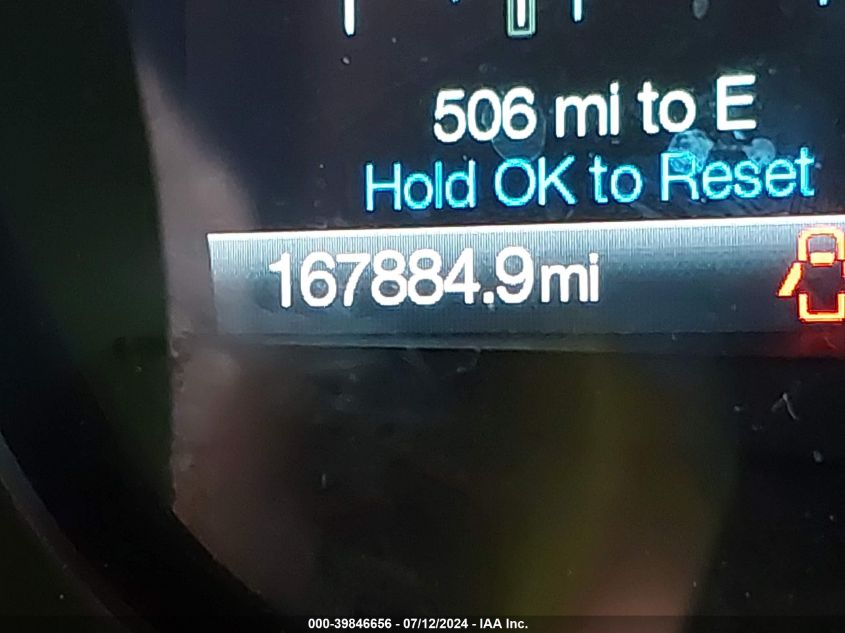 506 mi to E
Hold OK to Reset
167884.9mi
000-39846656 - 07/12/2024 - IAA Inc.